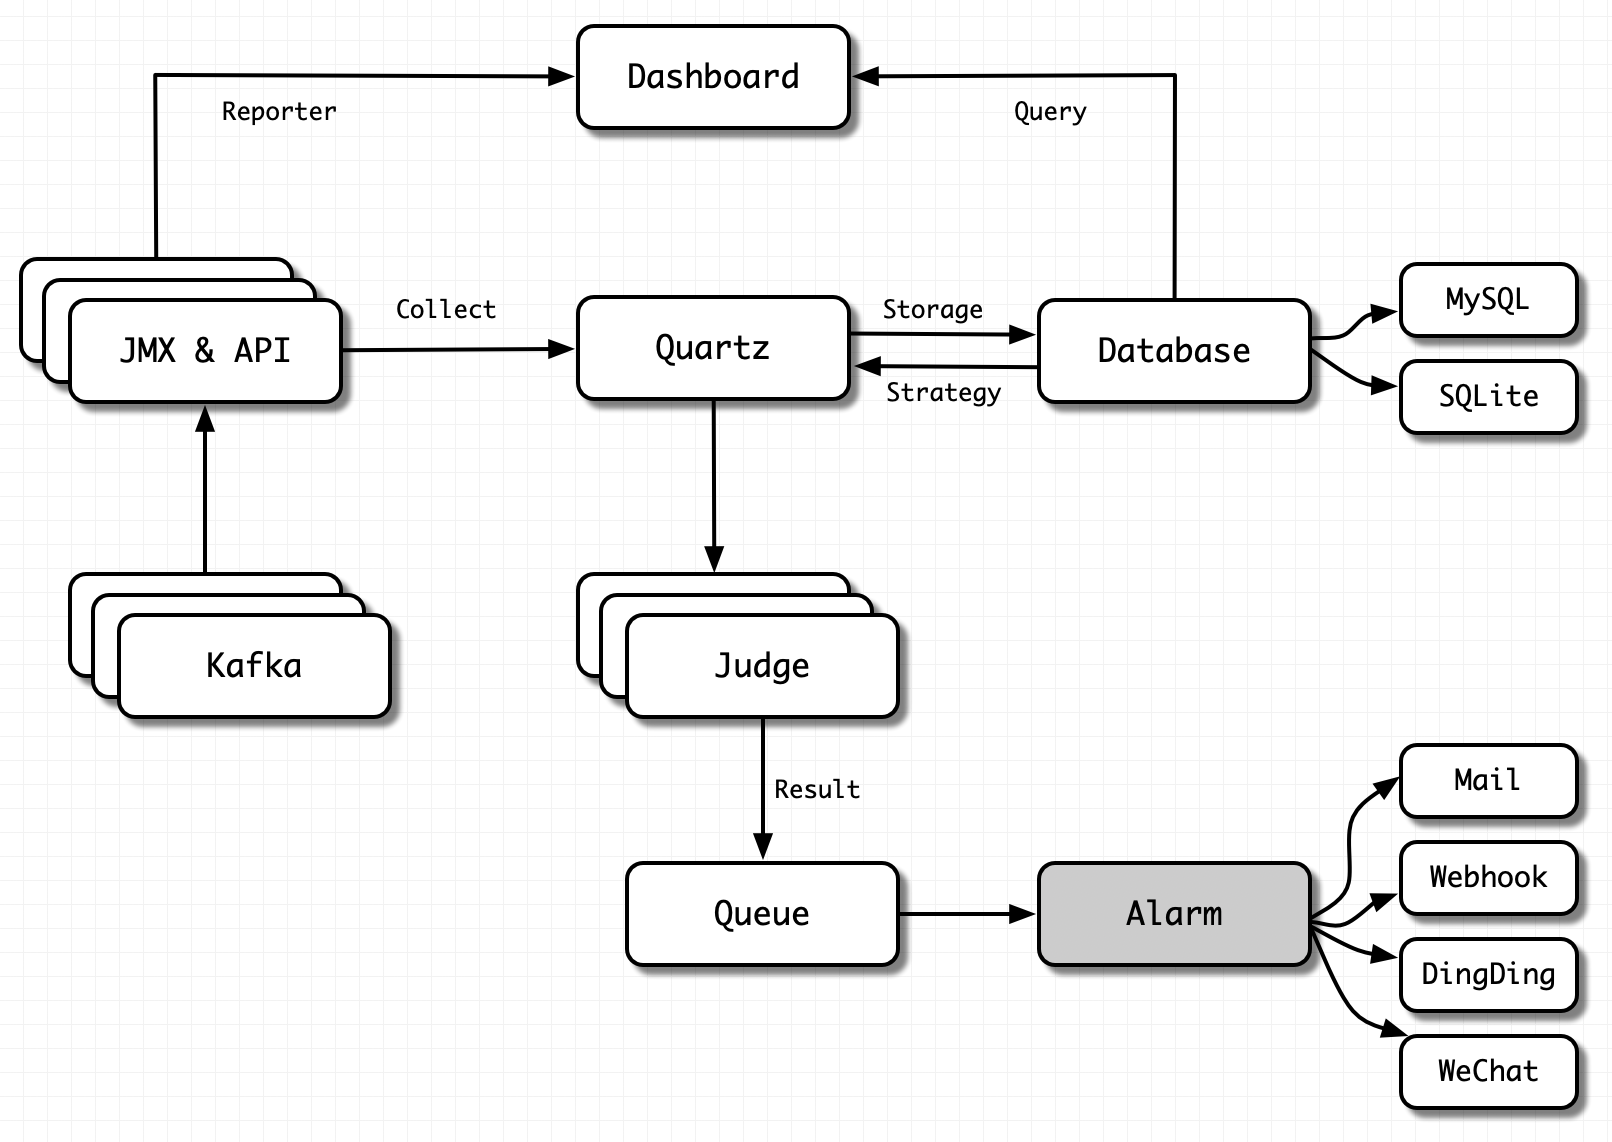 Dashboard
Reporter
Query
JMX & API
Collect
Quartz
Storage
Strategy
Database
MySQL
SQLite
Kafka
Judge
Result
Queue
Alarm
Mail
Webhook
DingDing
WeChat